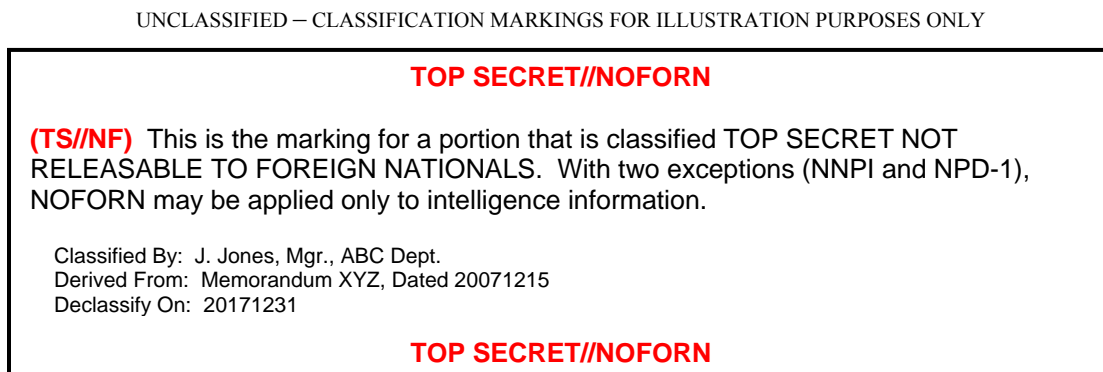 UNCLASSIFIED – CLASSIFICATION MARKINGS FOR ILLUSTRATION PURPOSES ONLY
TOP SECRET//NOFORN
(TS//NF) This is the marking for a portion that is classified TOP SECRET NOT
RELEASABLE TO FOREIGN NATIONALS. With two exceptions (NNPI and NPD-1),
NOFORN may be applied only to intelligence information.
Classified By: J. Jones, Mgr., ABC Dept.
Derived From: Memorandum XYZ, Dated 20071215
Declassify On: 20171231
TOP SECRET//NOFORN